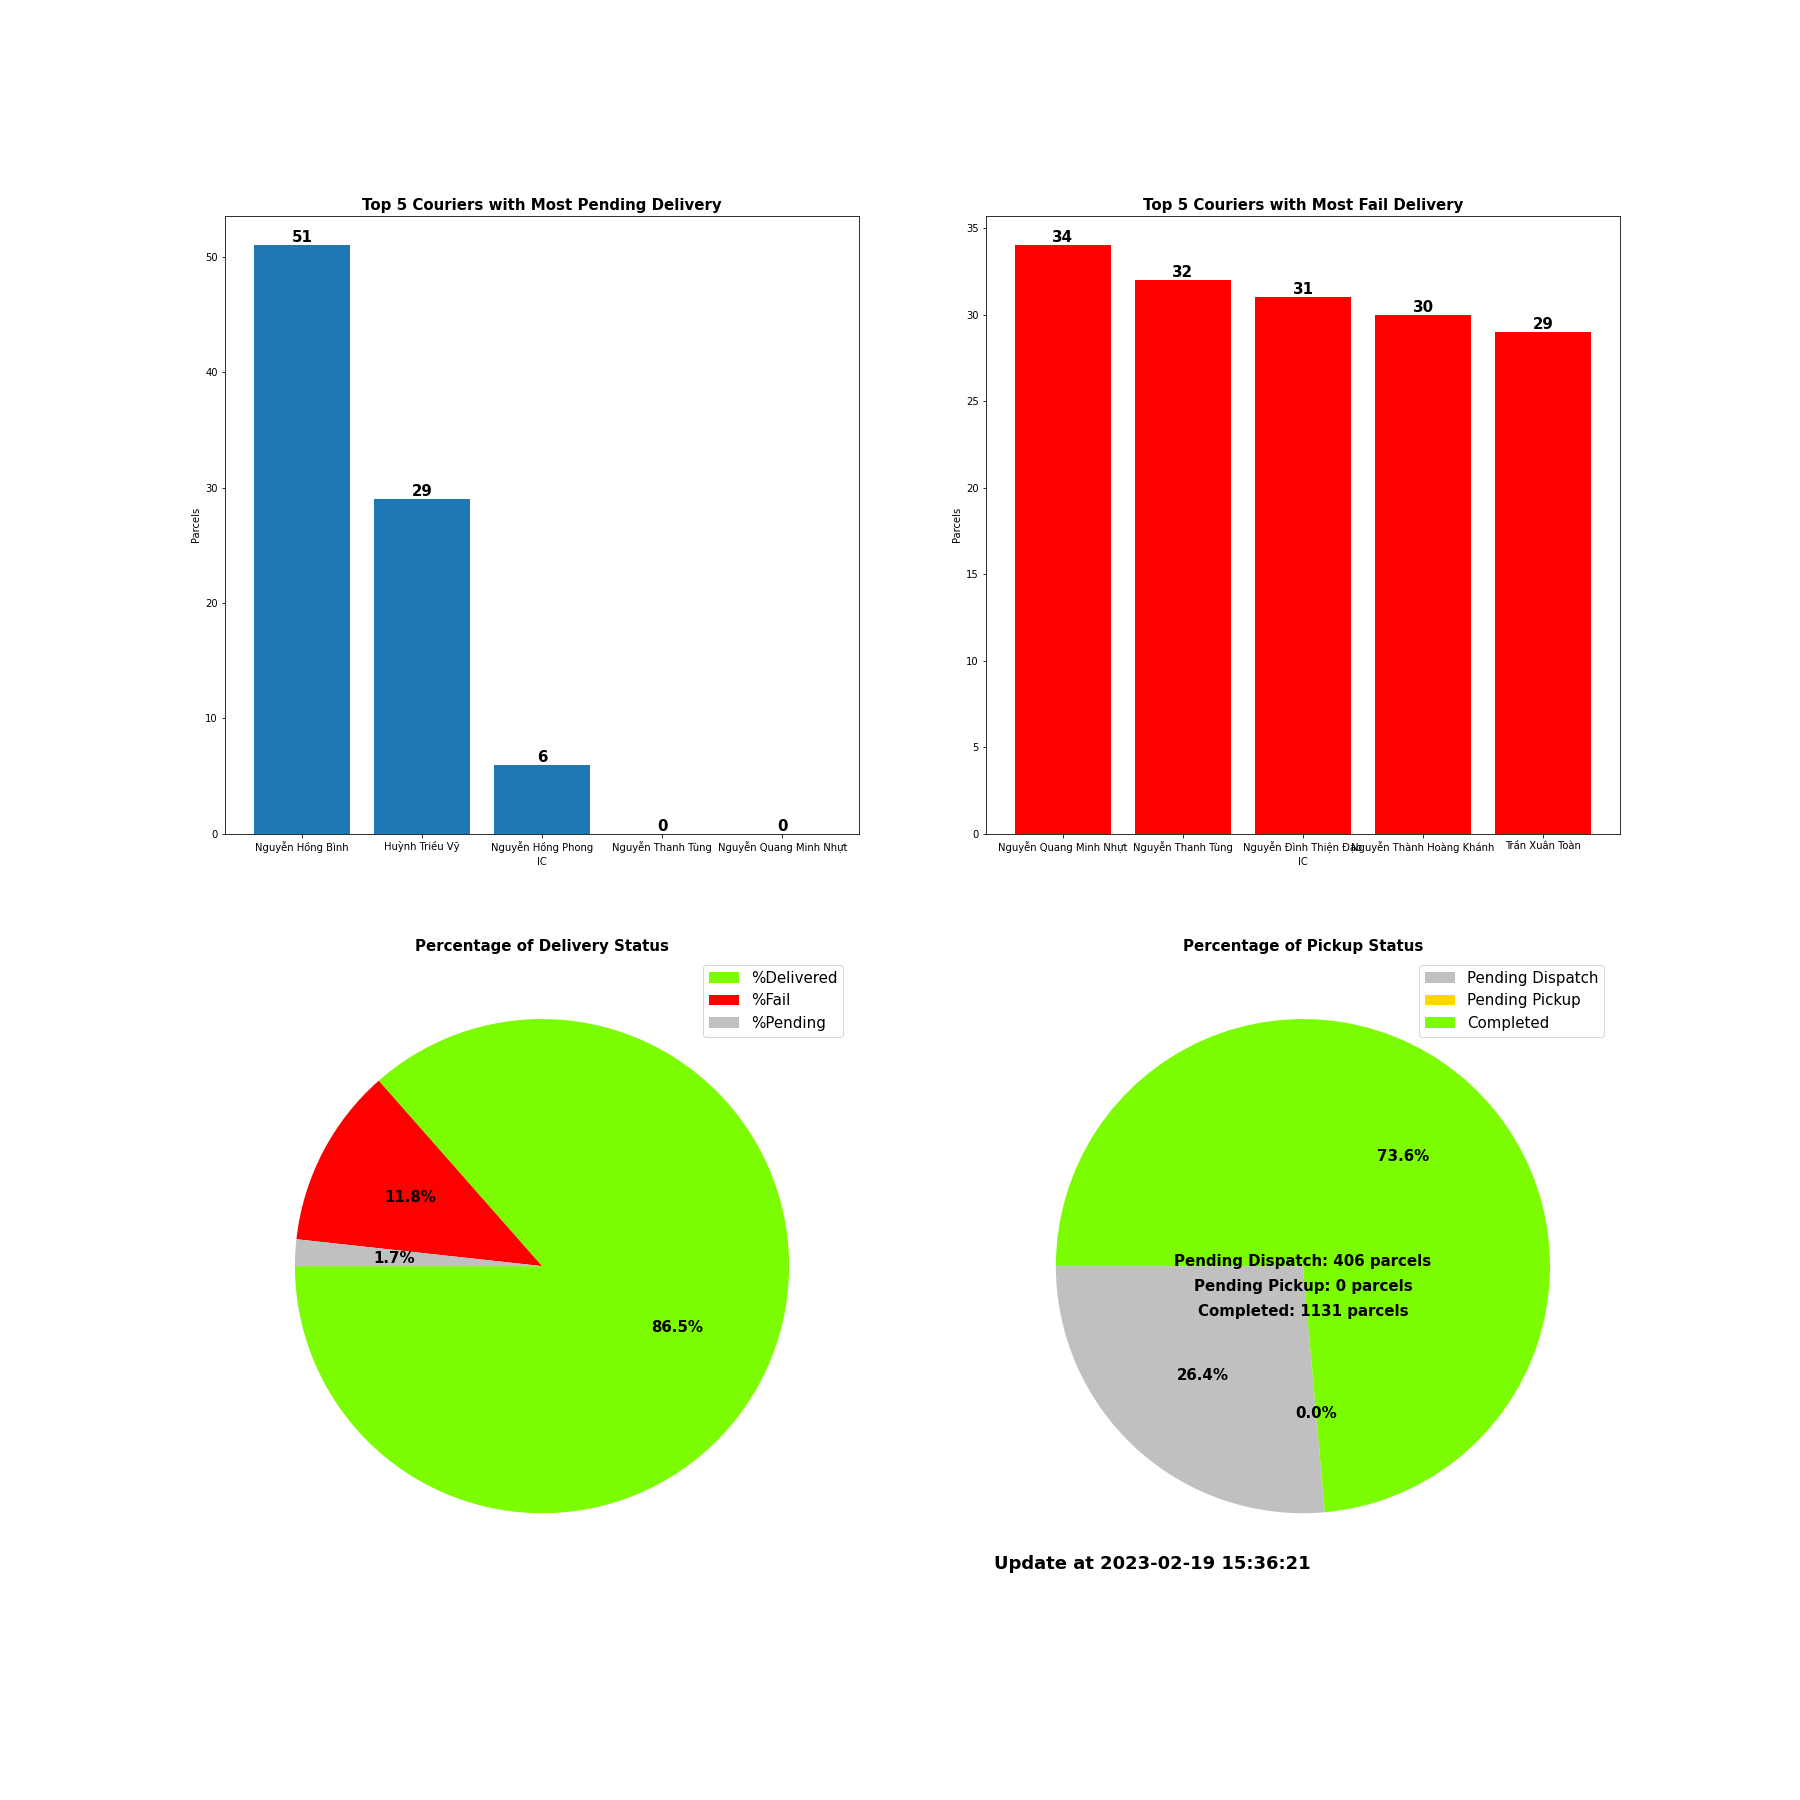 Top 5 Couriers with Most Pending Delivery
51
29
6
0
0
50
40
30
20
10
0
Parcels
Nguyễn Hồng Bình
Huỳnh Triều Vỹ
Nguyễn Hồng Phong
Nguyễn Thanh Tùng
Nguyễn Quang Minh Nhựt
IC
Top 5 Couriers with Most Fail Delivery
34
32
31
30
29
35
30
25
20
15
10
5
0
Parcels
Nguyễn Quang Minh Nhựt
Nguyễn Thanh Tùng
Nguyễn Đình Thiện
Nguyễn Thành Hoàng Khánh
Trần Xuân Toàn
IC
Percentage of Delivery Status
%Delivered
%Fail
%Pending
11.8%
1.7%
86.5%
Percentage of Pickup Status
Pending Dispatch
Pending Pickup
Completed
73.6%
Pending Dispatch: 406 parcels
Pending Pickup: 0 parcels
Completed: 1131 parcels
26.4%
0.0%
Update at 2023-02-19 15:36:21